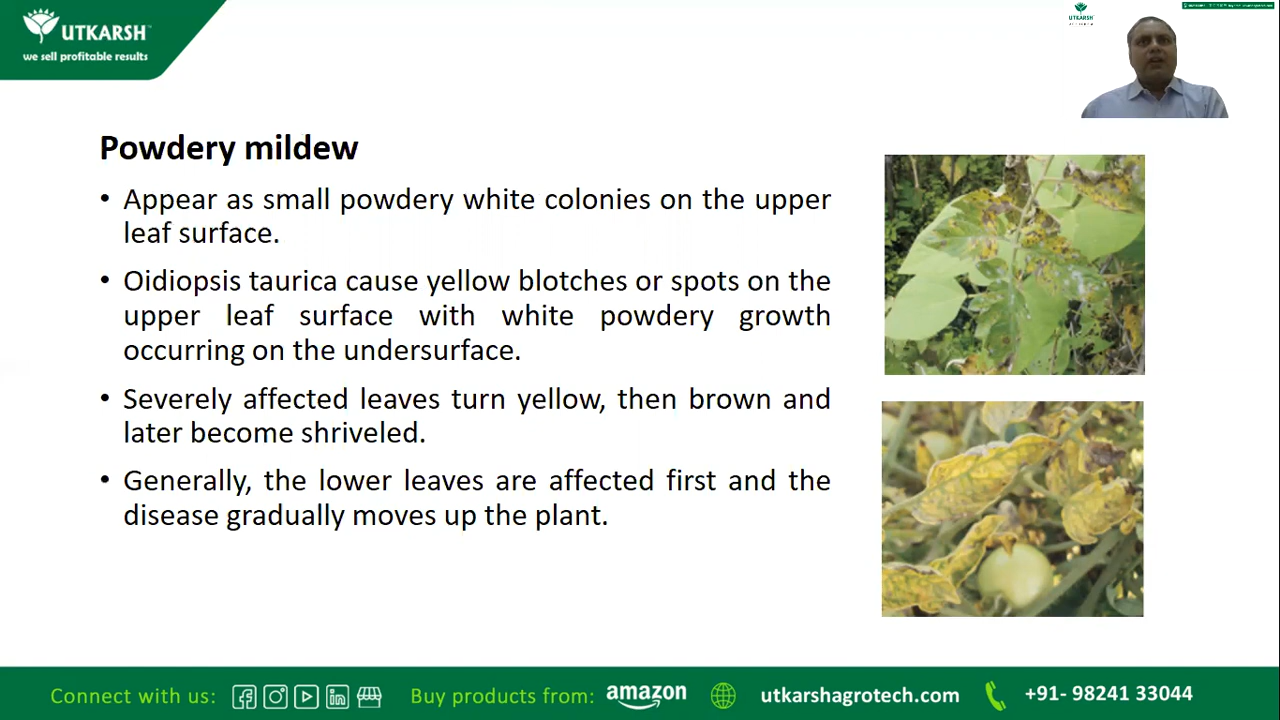 UTKARSH
we sell profitable results
UTKARSH
Powdery mildew
• Appear as small powdery white colonies on the upper
leaf surface.
• Oidiopsis taurica cause yellow blotches or spots on the
upper leaf surface with white powdery growth
occurring on the undersurface.
• Severely affected leaves turn yellow, then brown and
later become shriveled.
• Generally, the lower leaves are affected first and the
disease gradually moves up the plant.
Connect with us: Buy products from: amazon utkarshagrotech.com +91- 98241 33044